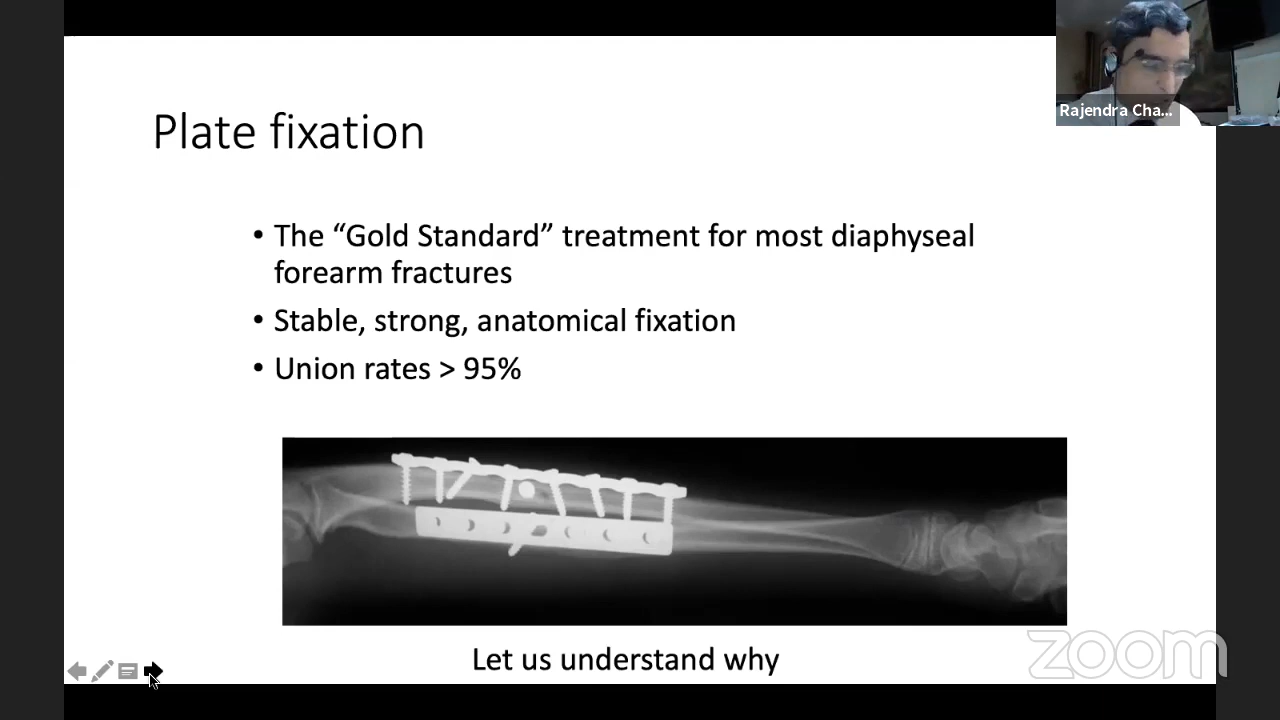 Rajendra Cha...
Plate fixation
• The “Gold Standard” treatment for most diaphyseal
forearm fractures
• Stable, strong, anatomical fixation
• Union rates > 95%
Let us understand why
zoom